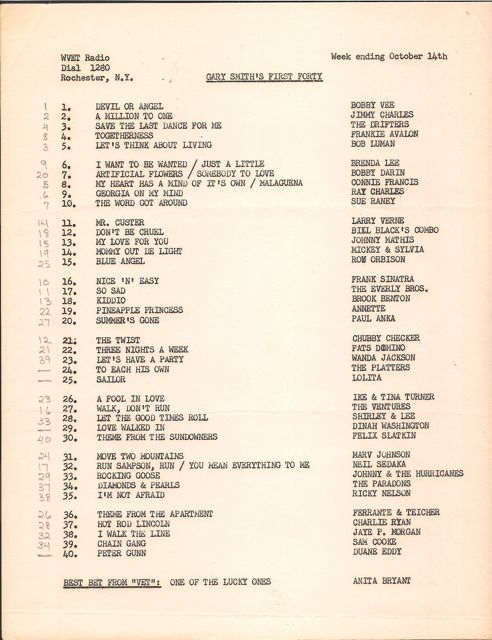 WVET Radio Week ending October 14th
Dial 1280
Rochester, N.Y. GARY SMITH'S FIRST FORTY
1 1. DEVIL OR ANGEL BOBBY VEE
2 2. A MILLION TO ONE JIMMY CHARLES
4 3. SAVE THE LAST DANCE FOR ME THE DRIFTERS
8 4. TOGETHERNESS FRANKIE AVALON
3 5. LET'S THINK ABOUT LIVING BOB LUMAN
9 6. I WANT TO BE WANTED / JUST A LITTLE BRENDA LEE
20 7. ARTIFICIAL FLOWERS / SOMEBODY TO LOVE BOBBY DARIN
5 8. MY HEART HAS A MIND OF IT'S OWN / MALAGUENA CONNIE FRANCIS
6 9. GEORGIA ON MY MIND RAY CHARLES
7 10. THE WORD GOT AROUND SUE RANEY
14 11. MR. CUSTER LARRY VERNE
18 12. DON'T BE CRUEL BILL BLACK'S COMBO
15 13. MY LOVE FOR YOU JOHNNY MATHIS
19 14. MOMMY OUT DE LIGHT MICKEY & SYLVIA
25 15. BLUE ANGEL ROY ORBISON
10 16. NICE 'N' EASY FRANK SINATRA
11 17. SO SAD THE EVERLY BROS.
13 18. KIDDIO BROOK BENTON
22 19. PINEAPPLE PRINCESS ANNETTE
27 20. SUMMER'S GONE PAUL ANKA
12 21. THE TWIST CHUBBY CHECKER
21 22. THREE NIGHTS A WEEK FATS DOMINO
39 23. LET'S HAVE A PARTY WANDA JACKSON
— 24. TO EACH HIS OWN THE PLATTERS
— 25. SAILOR LOLITA
23 26. A FOOL IN LOVE IKE & TINA TURNER
16 27. WALK, DON'T RUN THE VENTURES
33 28. LET THE GOOD TIMES ROLL SHIRLEY & LEE
— 29. LOVE WALKED IN DINAH WASHINGTON
40 30. THEME FROM THE SUNDOWNERS FELIX SLATKIN
24 31. MOVE TWO MOUNTAINS MARV JOHNSON
17 32. RUN SAMPSON, RUN / YOU MEAN EVERYTHING TO ME NEIL SEDAKA
29 33. ROCKING GOOSE JOHNNY & THE HURRICANES
37 34. DIAMONDS & PEARLS THE PARADONS
38 35. I'M NOT AFRAID RICKY NELSON
26 36. THEME FROM THE APARTMENT FERRANTE & TEICHER
28 37. HOT ROD LINCOLN CHARLIE RYAN
32 38. I WALK THE LINE JAYE P. MORGAN
34 39. CHAIN GANG SAM COOKE
— 40. PETER GUNN DUANE EDDY
BEST BET FROM "VET": ONE OF THE LUCKY ONES ANITA BRYANT